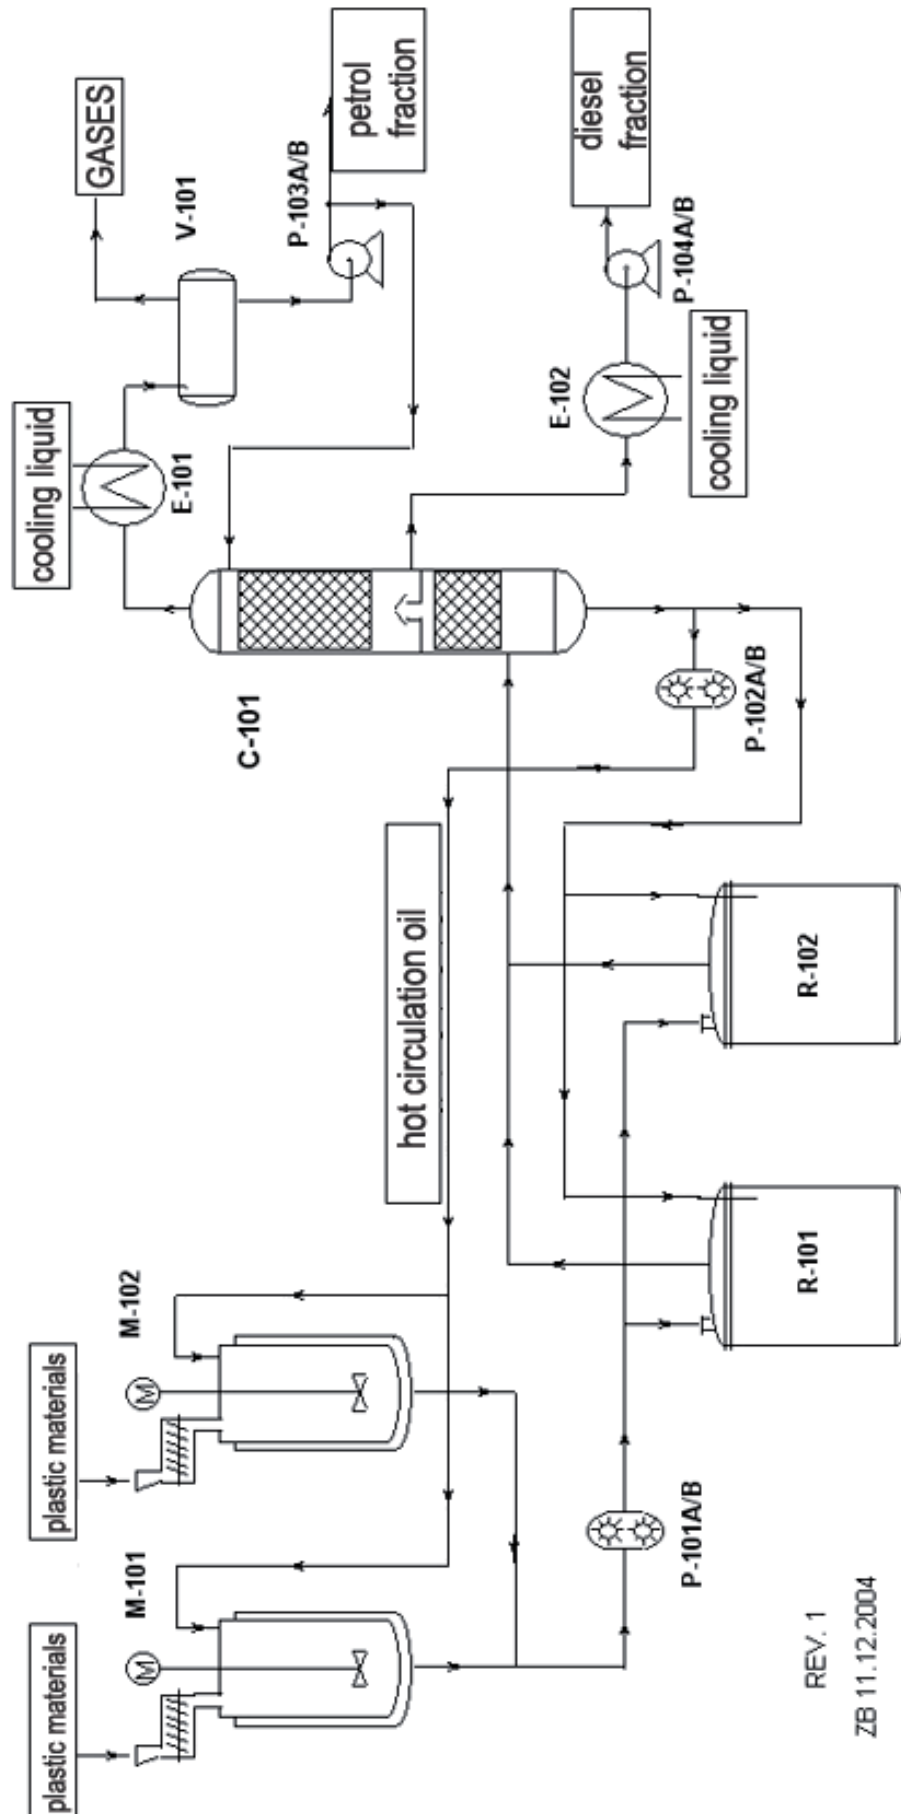 cooling liquid
plastic materials
plastic materials
GASES
M-101
M-102
M
M
E-101
V-101
C-101
P-103A/B
petrol
fraction
hot circulation oil
E-102
diesel
fraction
P-104A/B
P-101A/B
cooling liquid
P-102A/B
R-101
R-102
REV. 1
ZB 11.12.2004